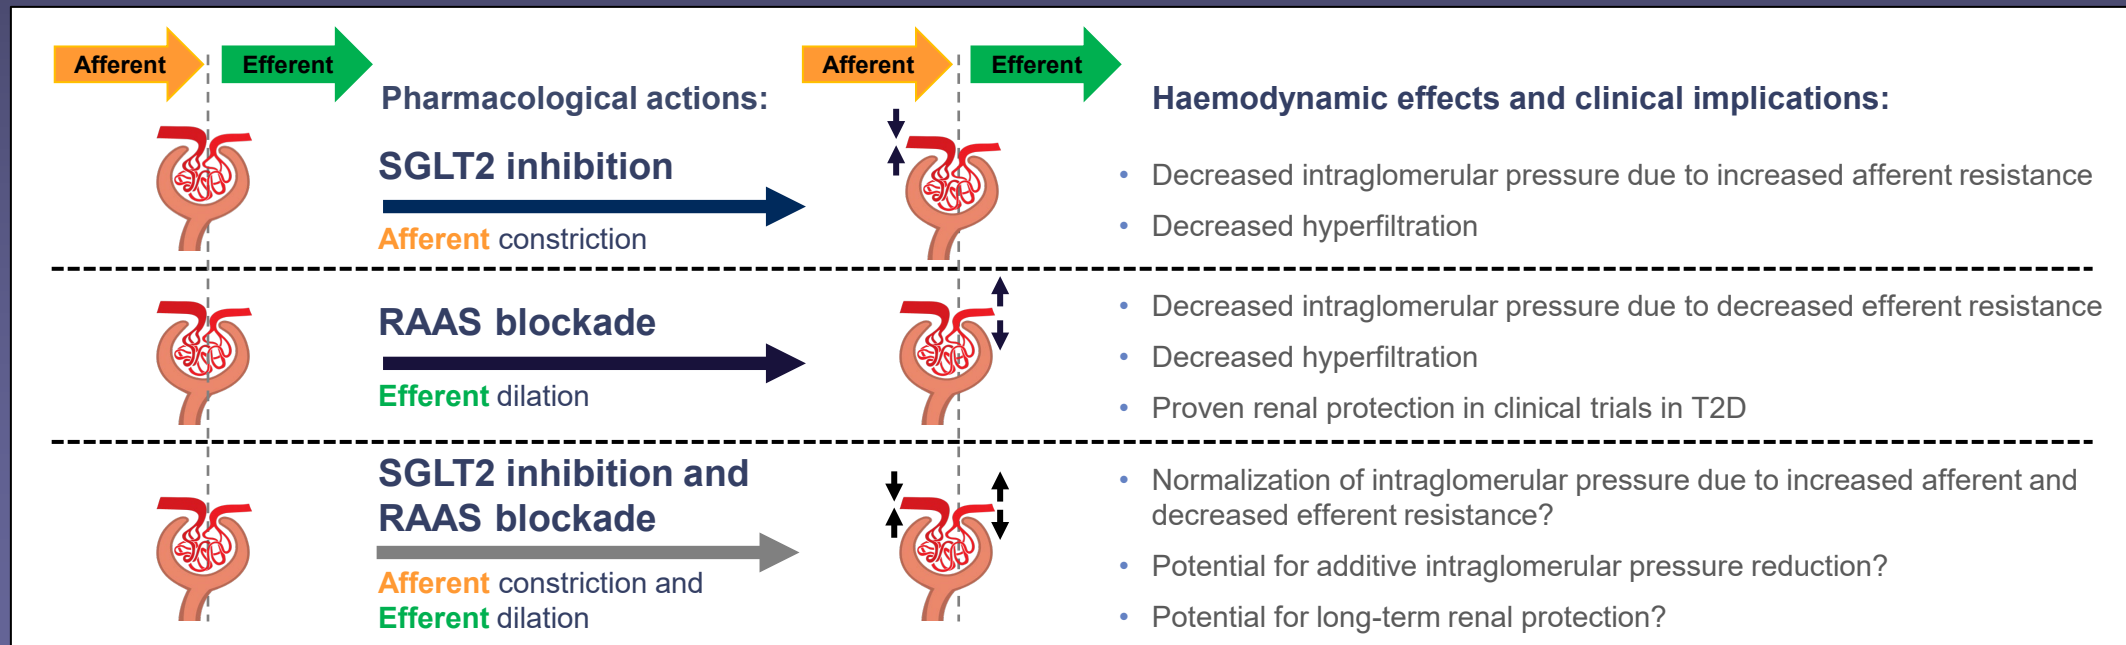 Afferent
Efferent
Afferent
Efferent
Pharmacological actions:
Haemodynamic effects and clinical implications:
SGLT2 inhibition
Afferent constriction
• Decreased intraglomerular pressure due to increased afferent resistance
• Decreased hyperfiltration
RAAS blockade
Efferent dilation
• Decreased intraglomerular pressure due to decreased efferent resistance
• Decreased hyperfiltration
• Proven renal protection in clinical trials in T2D
SGLT2 inhibition and
RAAS blockade
Afferent constriction and
Efferent dilation
• Normalization of intraglomerular pressure due to increased afferent and
decreased efferent resistance?
• Potential for additive intraglomerular pressure reduction?
• Potential for long-term renal protection?